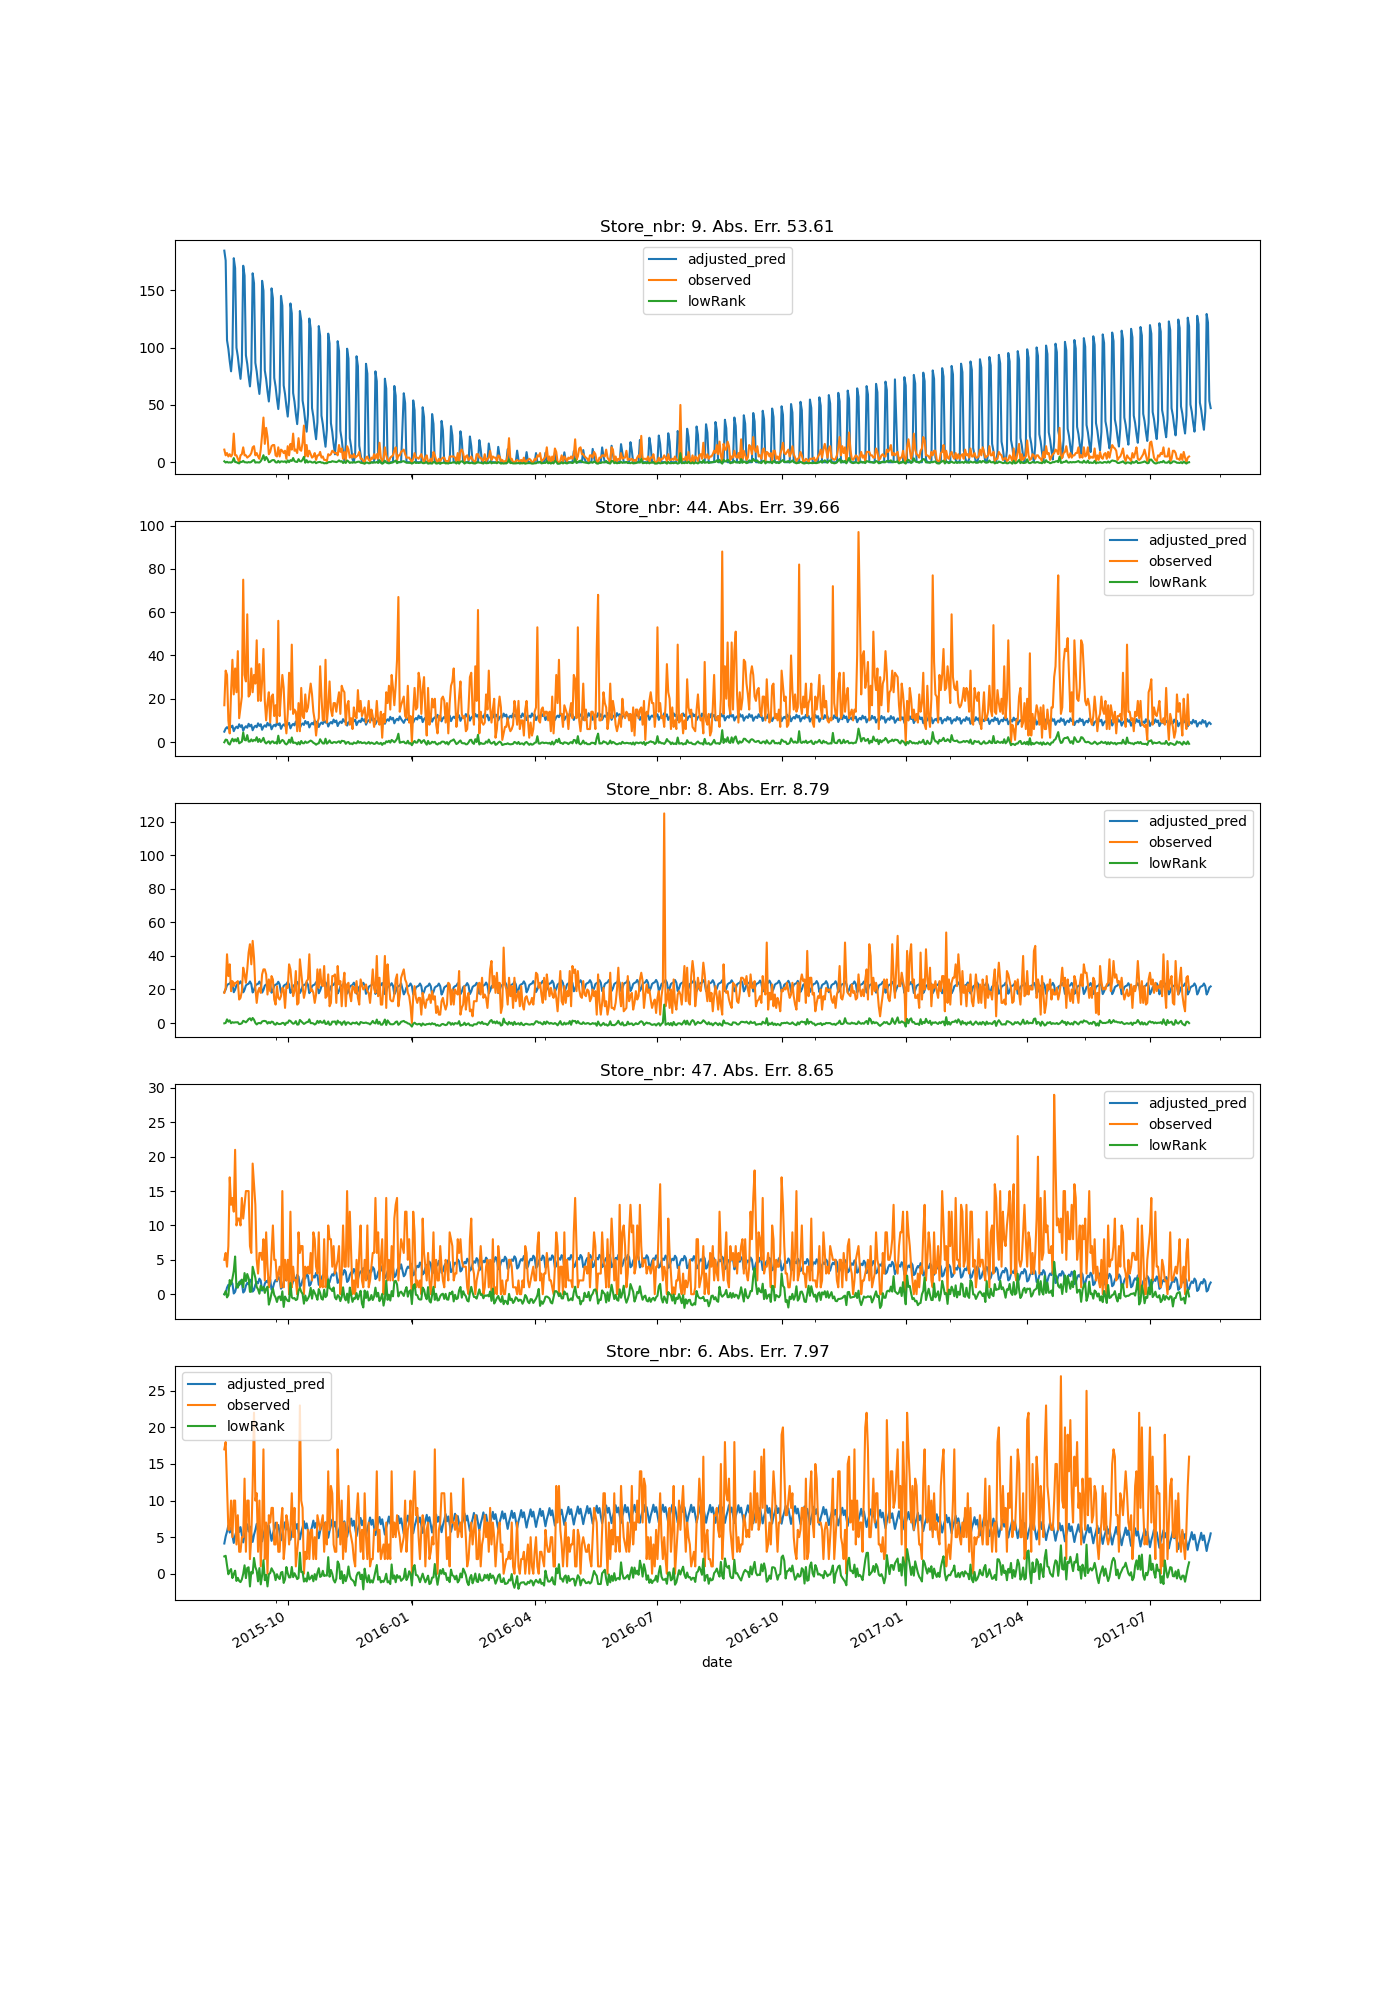 Store_nbr: 9. Abs. Err. 53.61
adjusted_pred
observed
lowRank
150
100
50
0
Store_nbr: 44. Abs. Err. 39.66
adjusted_pred
observed
lowRank
100
80
60
40
20
0
Store_nbr: 8. Abs. Err. 8.79
adjusted_pred
observed
lowRank
120
100
80
60
40
20
0
Store_nbr: 47. Abs. Err. 8.65
adjusted_pred
observed
lowRank
30
25
20
15
10
5
0
Store_nbr: 6. Abs. Err. 7.97
adjusted_pred
observed
lowRank
25
20
15
10
5
0
2015-10
2016-01
2016-04
2016-07
2016-10
2017-01
2017-04
2017-07
date